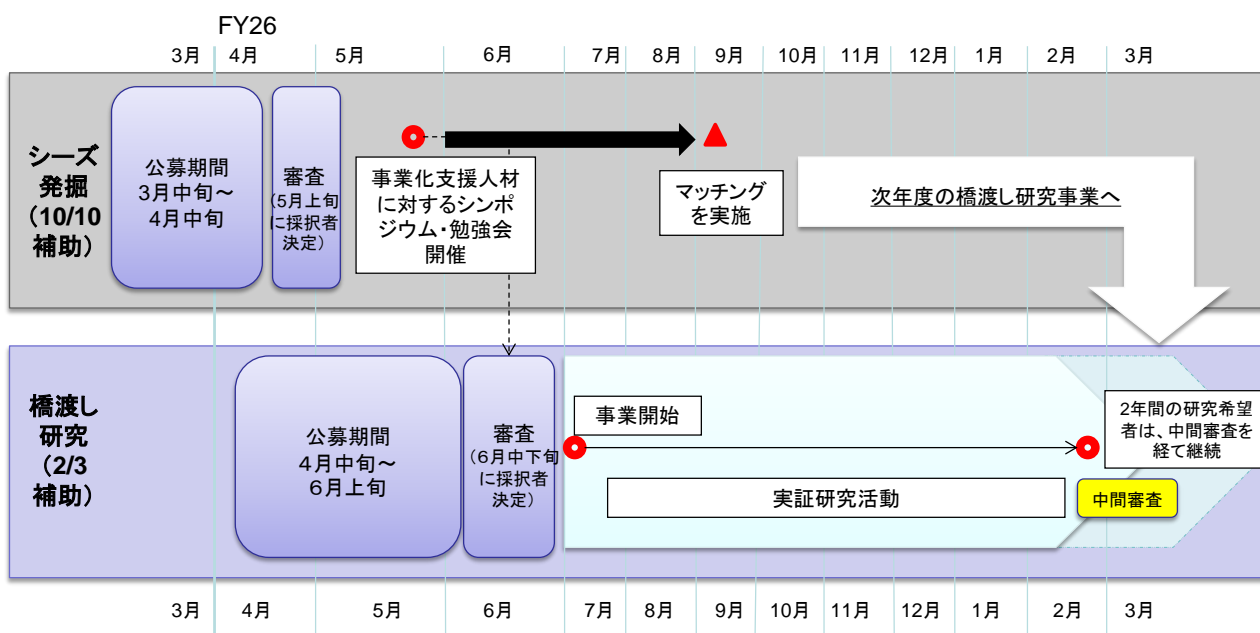 FY26
3月 4月 5月 6月 7月 8月 9月 10月 11月 12月 1月 2月 3月
シーズ
発掘
（10/10
補助）
公募期間
3月中旬～
4月中旬
審査
（5月上旬
に採択者
決定）
事業化支援人材
に対するシンポ
ジウム・勉強会
開催
マッチング
を実施
次年度の橋渡し研究事業へ
橋渡し
研究
（2/3
補助）
公募期間
4月中旬～
6月上旬
審査
（6月中下旬
に採択者
決定）
事業開始
実証研究活動
2年間の研究希望
者は、中間審査を
経て継続
中間審査
3月 4月 5月 6月 7月 8月 9月 10月 11月 12月 1月 2月 3月